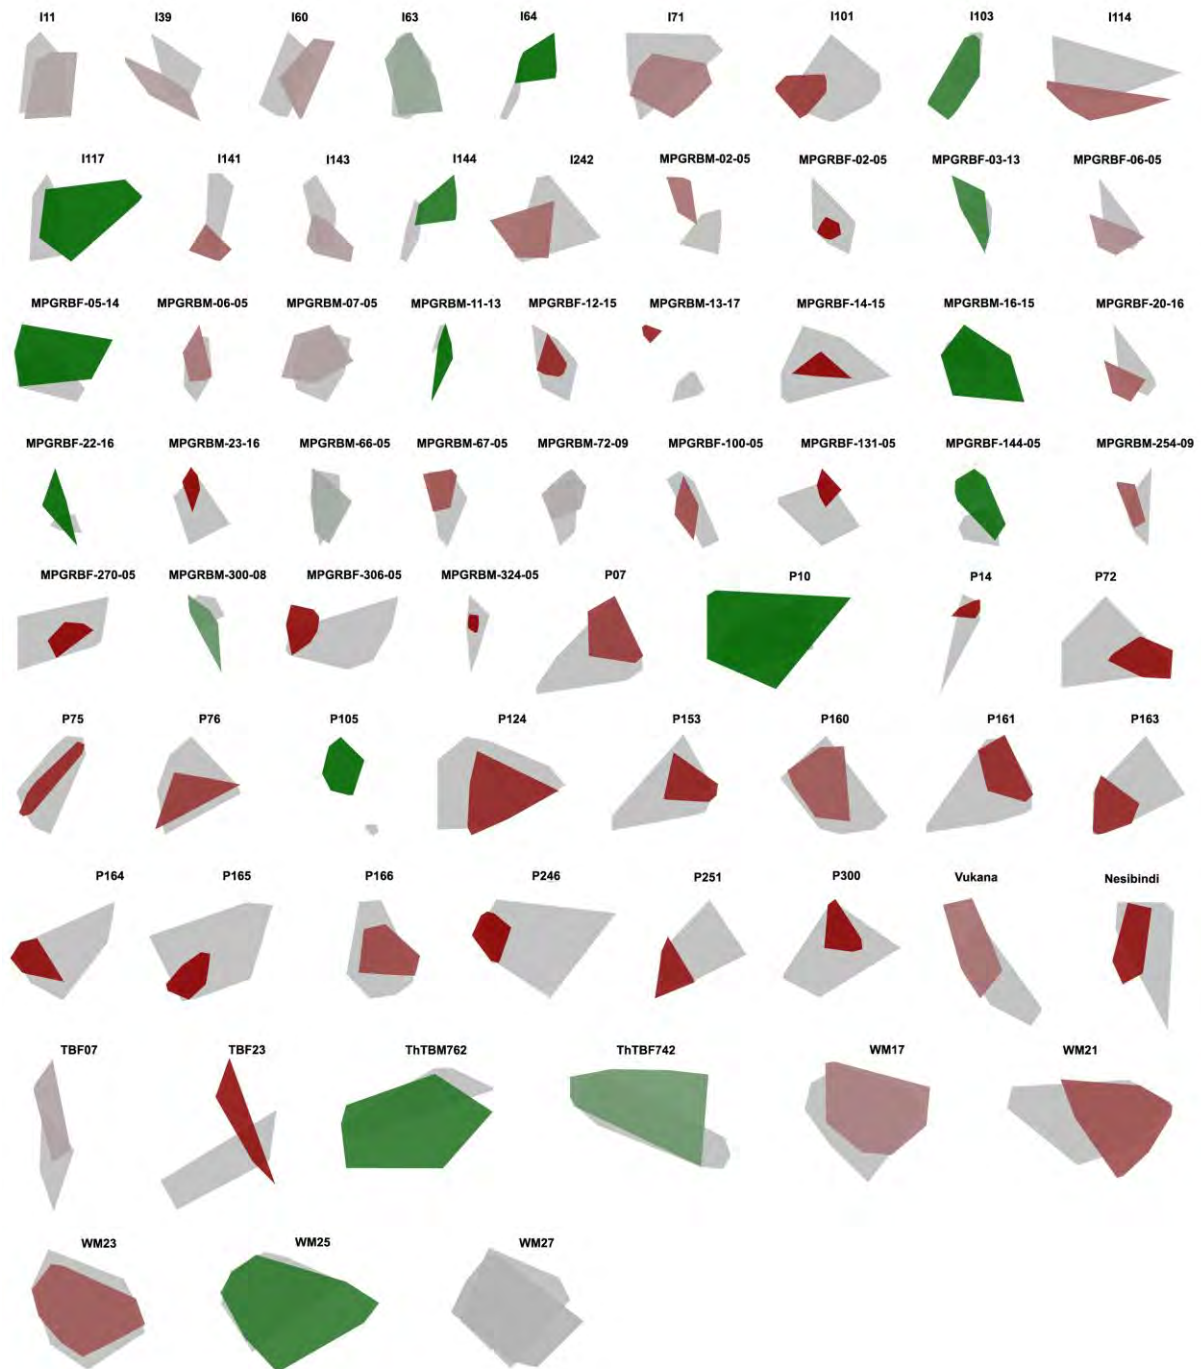 I11 I39 I60 I63 I64 I71 I101 I103 I114
I117 I141 I143 I144 I242 MPGRBM-02-05 MPGRBF-02-05 MPGRBF-03-13 MPGRBF-06-05
MPGRBF-05-14 MPGRBM-06-05 MPGRBM-07-05 MPGRBM-11-13 MPGRBF-12-15 MPGRBM-13-17 MPGRBF-14-15 MPGRBM-16-15 MPGRBF-20-16
MPGRBF-22-16 MPGRBM-23-16 MPGRBM-66-05 MPGRBM-67-05 MPGRBM-72-09 MPGRBF-100-05 MPGRBF-131-05 MPGRBF-144-05 MPGRBM-254-09
MPGRBF-270-05 MPGRBM-300-08 MPGRBF-306-05 MPGRBM-324-05 P07 P10 P14 P72
P75 P76 P105 P124 P153 P160 P161 P163
P164 P165 P166 P246 P251 P300 Vukana Nesibindi
TBF07 TBF23 ThTBM762 ThTBF742 WM17 WM21
WM23 WM25 WM27